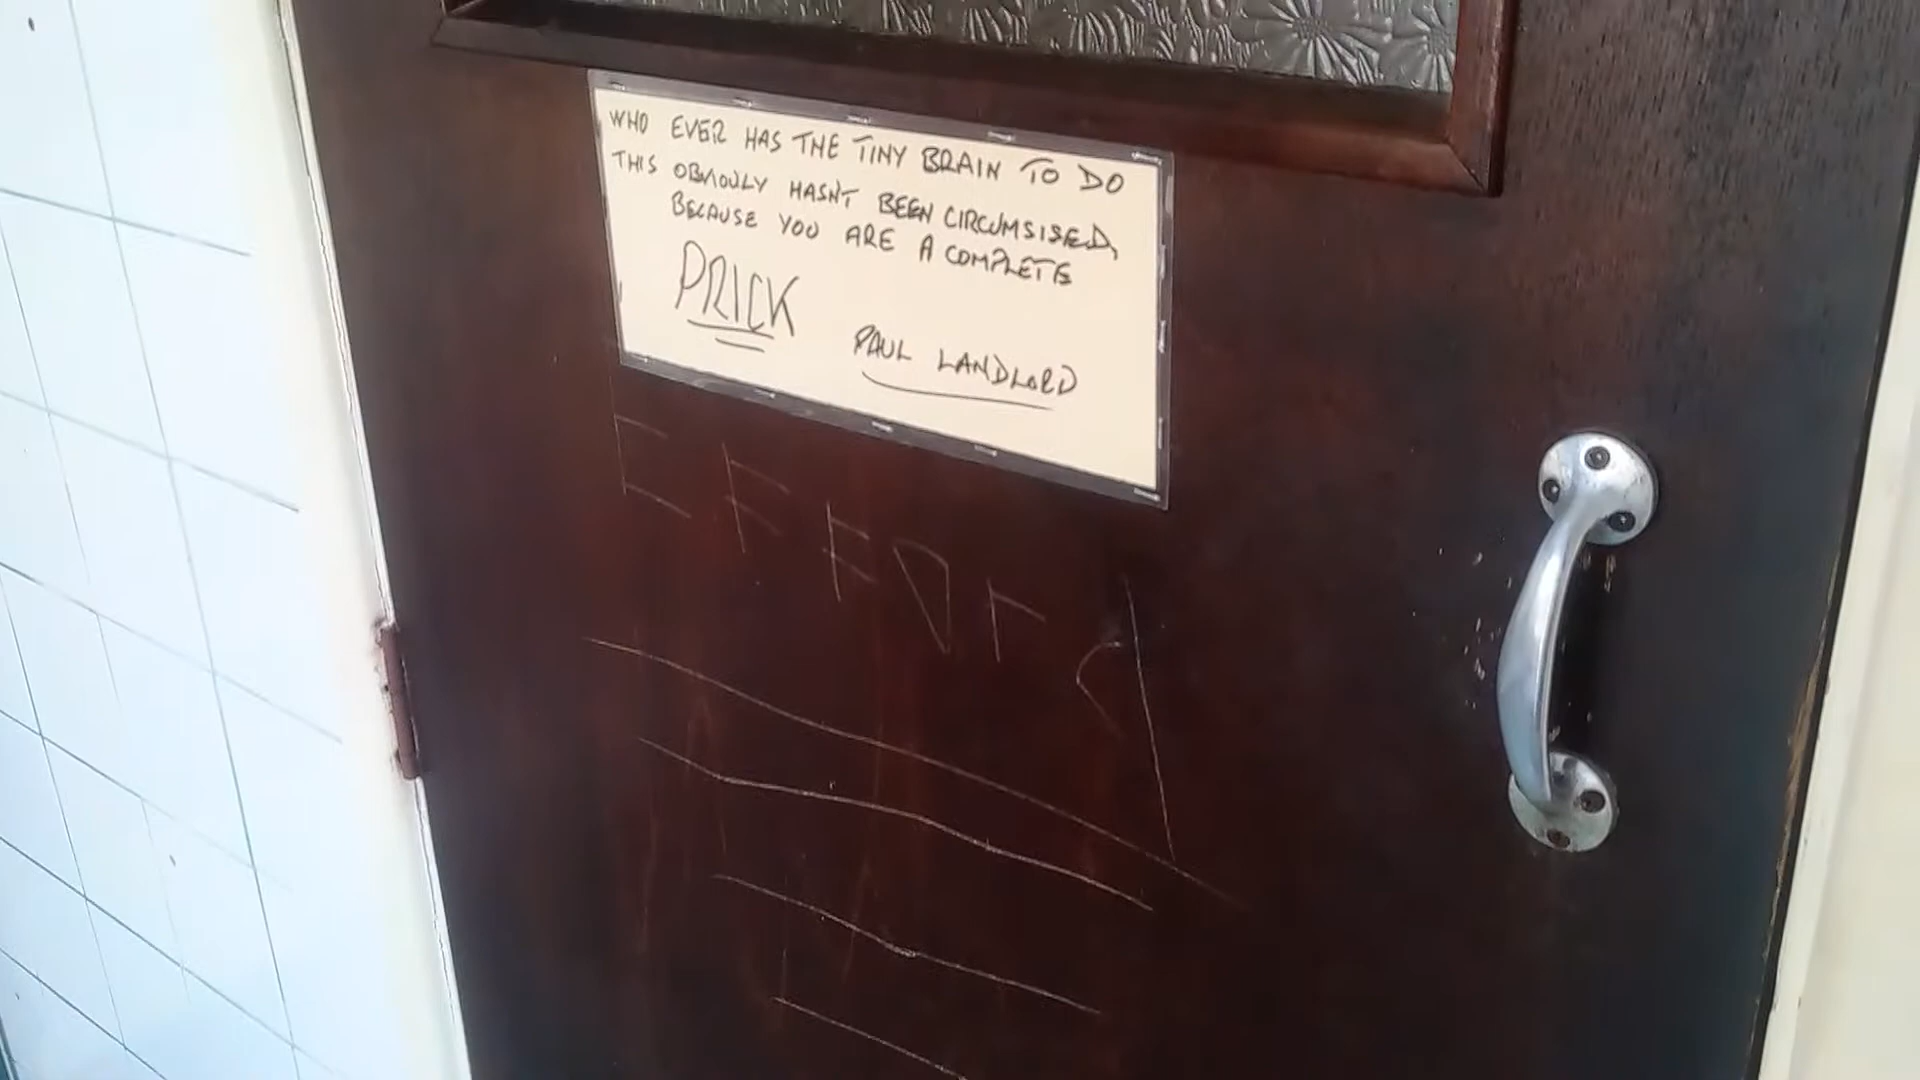 WHO EVER HAS THE TINY BRAIN TO DO
THIS OBVIOULY HASN'T BEEN CIRCUMSISED,
BECAUSE YOU ARE A COMPLETE
PRICK
PAUL LANDLORD